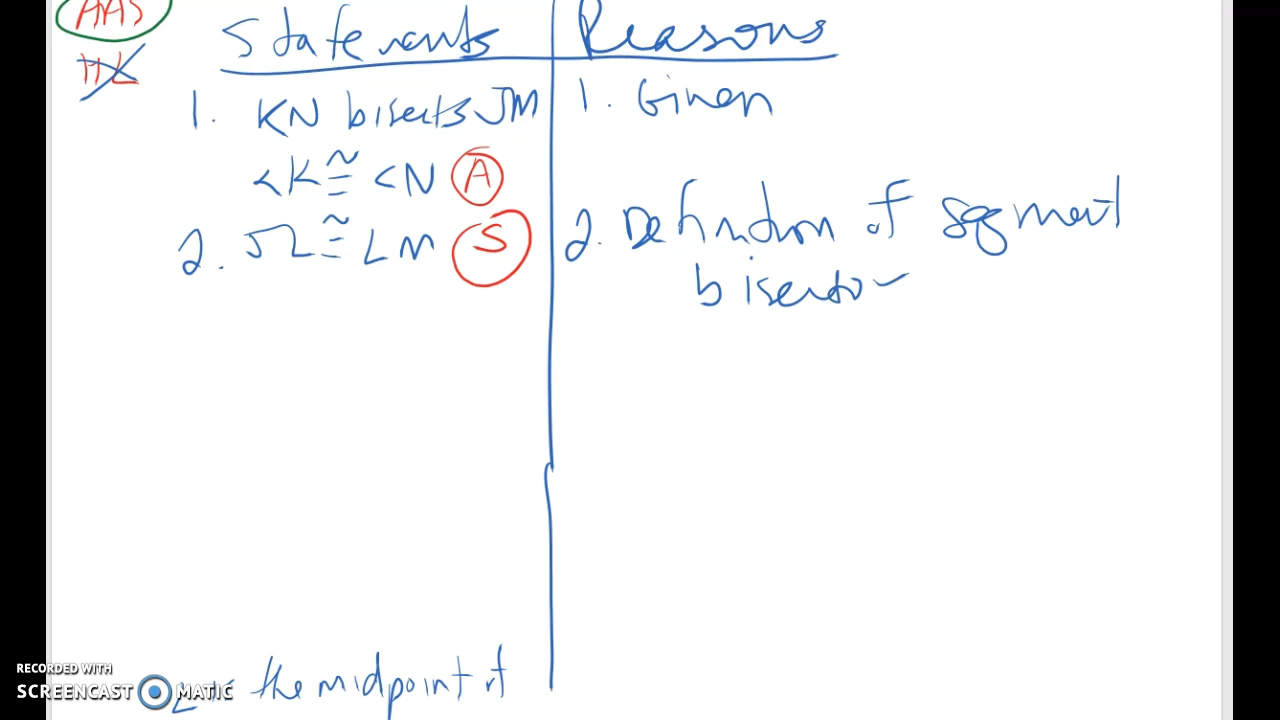 AAS
HL
Statements Reasons
1. KN bisects JM 1. Given
<K ≅ <N A
2. JL ≅ LM S 2. Definition of segment
bisector
L is the midpoint of
RECORDED WITH
SCREENCAST MATIC